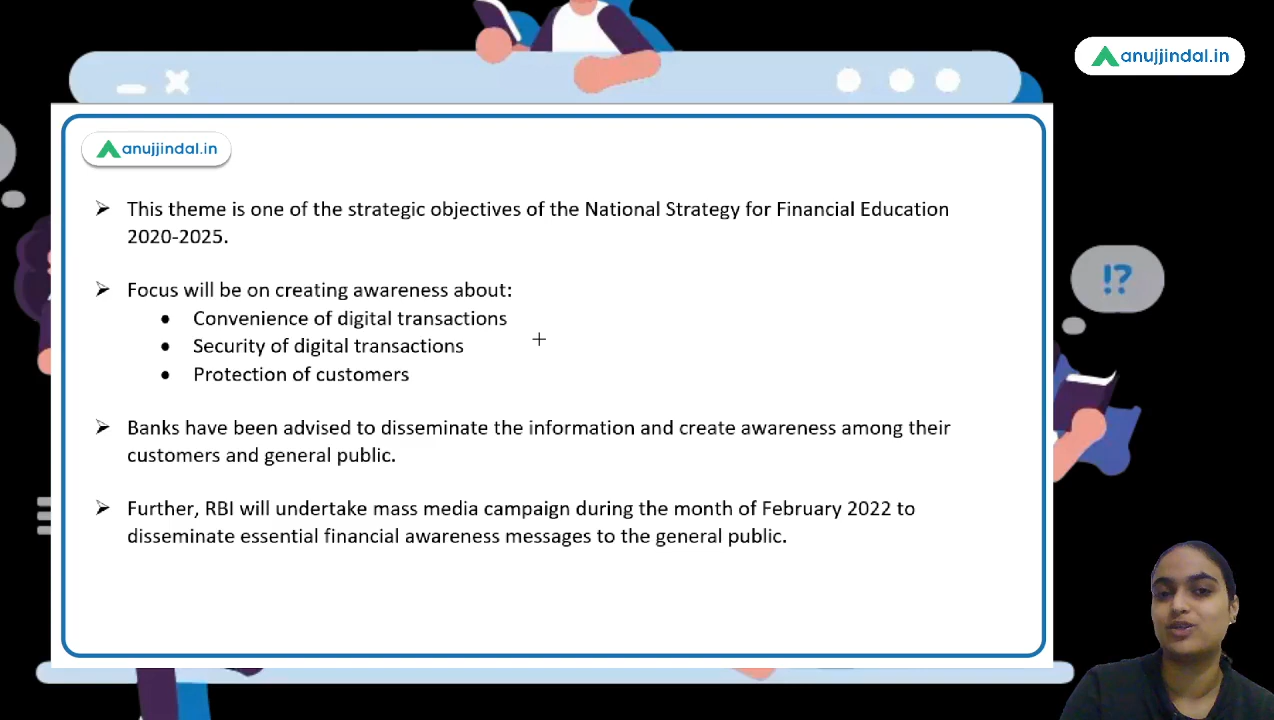 anujjindal.in
anujjindal.in
➢ This theme is one of the strategic objectives of the National Strategy for Financial Education
2020-2025.
➢ Focus will be on creating awareness about:
• Convenience of digital transactions
• Security of digital transactions
• Protection of customers
➢ Banks have been advised to disseminate the information and create awareness among their
customers and general public.
➢ Further, RBI will undertake mass media campaign during the month of February 2022 to
disseminate essential financial awareness messages to the general public.
!?